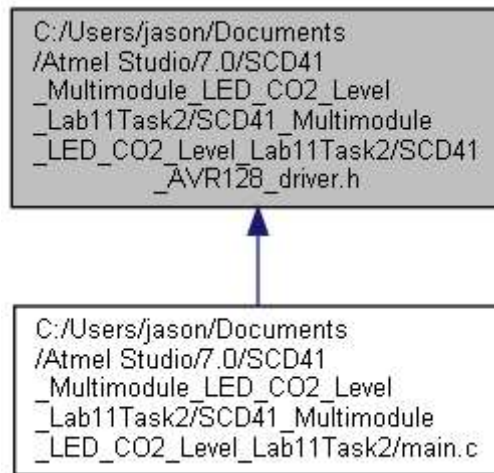 C:/Users/jason/Documents
/Atmel Studio/7.0/SCD41
_Multimodule_LED_CO2_Level
_Lab11Task2/SCD41_Multimodule
_LED_CO2_Level_Lab11Task2/SCD41
_AVR128_driver.h
C:/Users/jason/Documents
/Atmel Studio/7.0/SCD41
_Multimodule_LED_CO2_Level
_Lab11Task2/SCD41_Multimodule
_LED_CO2_Level_Lab11Task2/main.c